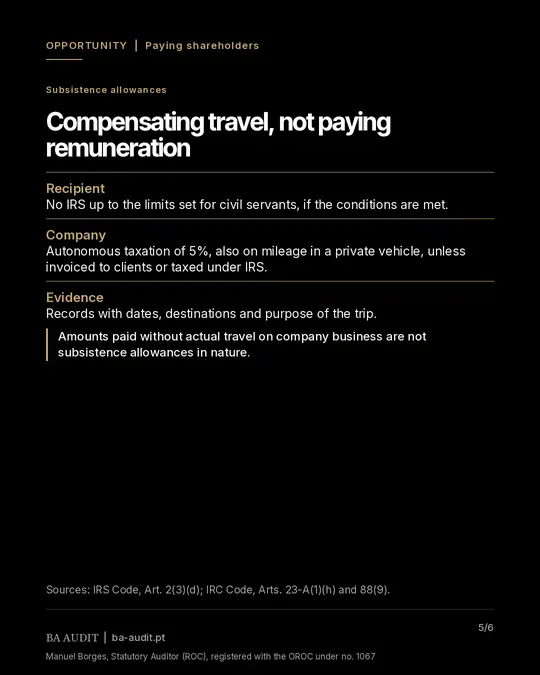 OPPORTUNITY | Paying shareholders
Subsistence allowances
Compensating travel, not paying
remuneration
Recipient
No IRS up to the limits set for civil servants, if the conditions are met.
Company
Autonomous taxation of 5%, also on mileage in a private vehicle, unless
invoiced to clients or taxed under IRS.
Evidence
Records with dates, destinations and purpose of the trip.
Amounts paid without actual travel on company business are not
subsistence allowances in nature.
Sources: IRS Code, Art. 2(3)(d); IRC Code, Arts. 23-A(1)(h) and 88(9).
5/6
BA AUDIT | ba-audit.pt
Manuel Borges, Statutory Auditor (ROC), registered with the OROC under no. 1067